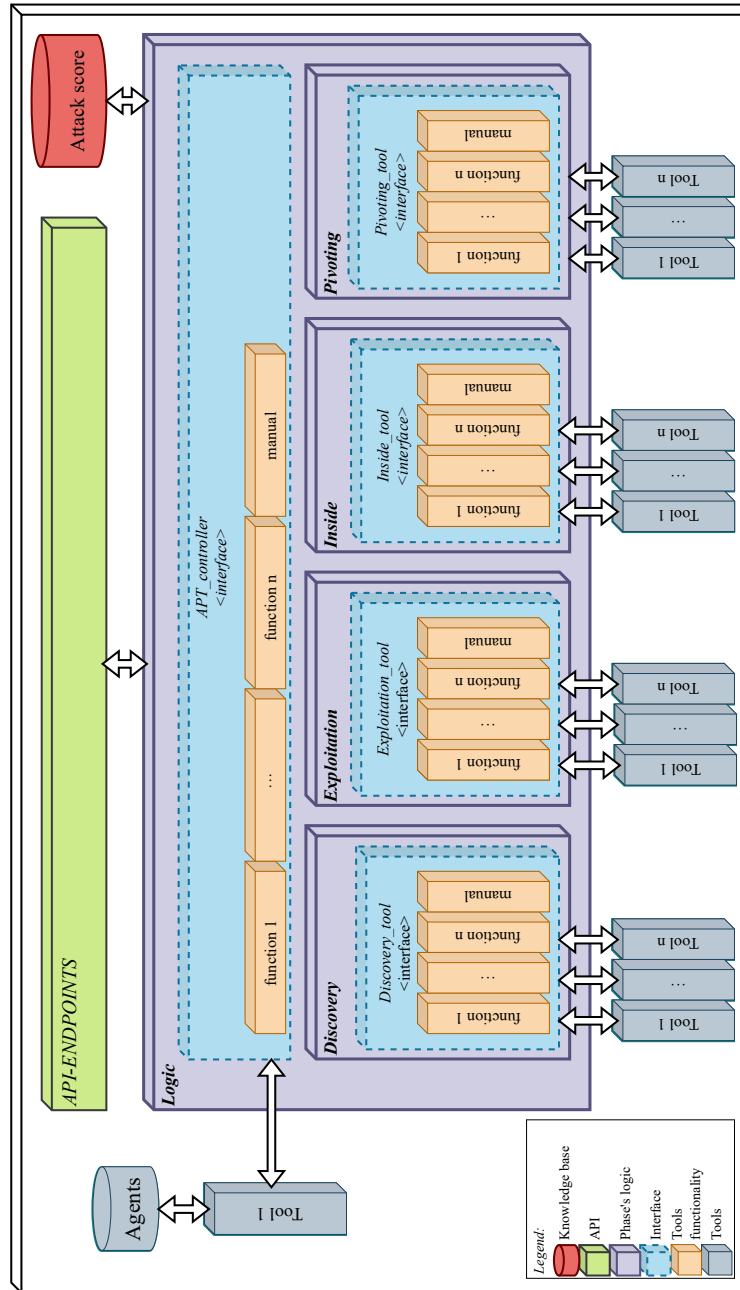 Attack score
API-ENDPOINTS
Agents
Tool 1
Logic
APT_controller
<interface>
function 1
...
function n
manual
Discovery
Discovery_tool
<interface>
function 1
...
function n
manual
Tool 1
...
Tool n
Exploitation
Exploitation_tool
<interface>
function 1
...
function n
manual
Tool 1
...
Tool n
Inside
Inside_tool
<interface>
function 1
...
function n
manual
Tool 1
...
Tool n
Pivoting
Pivoting_tool
<interface>
function 1
...
function n
manual
Tool 1
...
Tool n
Legend:
Knowledge base
API
Phase's logic
Interface
Tools
functionality
Tools